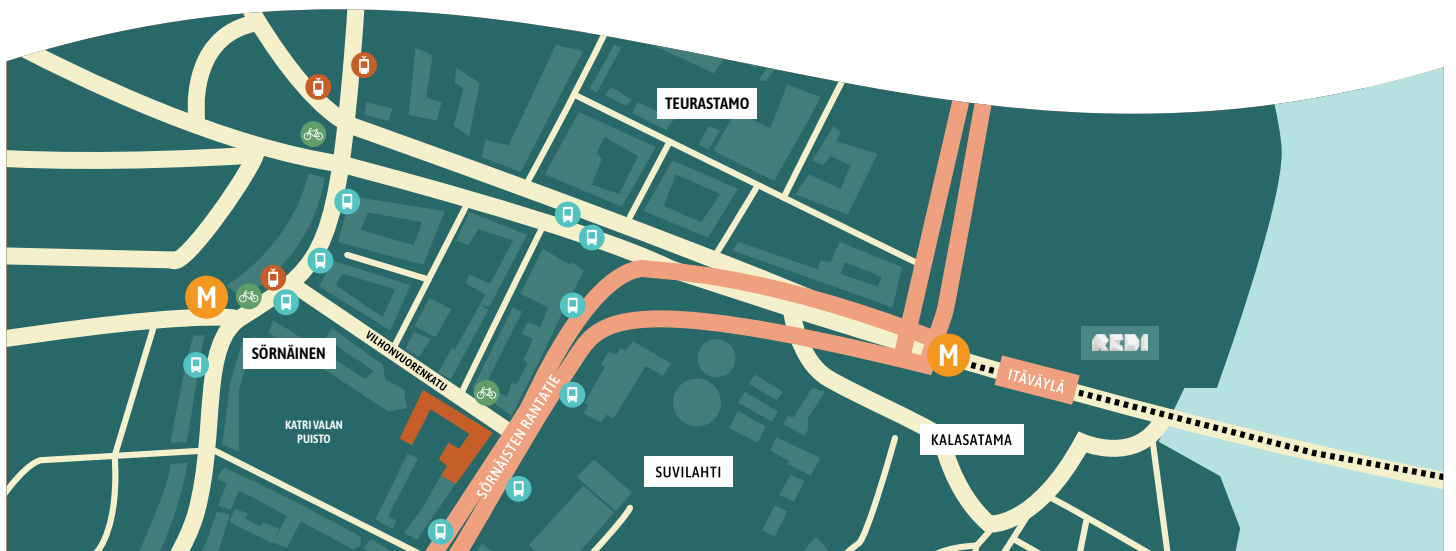 TEURASTAMO
M
SÖRNÄINEN
VILHONVUORENKATU
KATRI VALAN
PUISTO
SÖRNÄISTEN RANTATIE
SUVILAHTI
KALASATAMA
M
ITÄVÄYLÄ
REDI